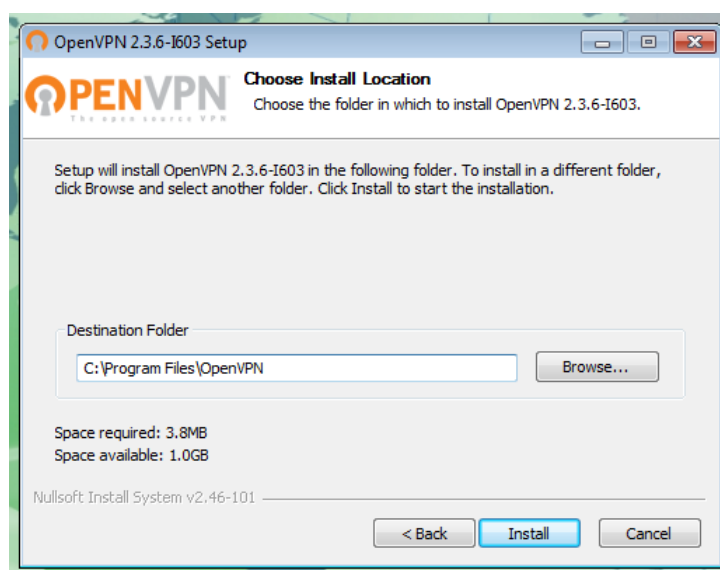 OpenVPN 2.3.6-I603 Setup
OPENVPN
The open source VPN
Choose Install Location
Choose the folder in which to install OpenVPN 2.3.6-I603.
Setup will install OpenVPN 2.3.6-I603 in the following folder. To install in a different folder,
click Browse and select another folder. Click Install to start the installation.
Destination Folder
C:\Program Files\OpenVPN
Browse...
Space required: 3.8MB
Space available: 1.0GB
Nullsoft Install System v2.46-101
< Back
Install
Cancel